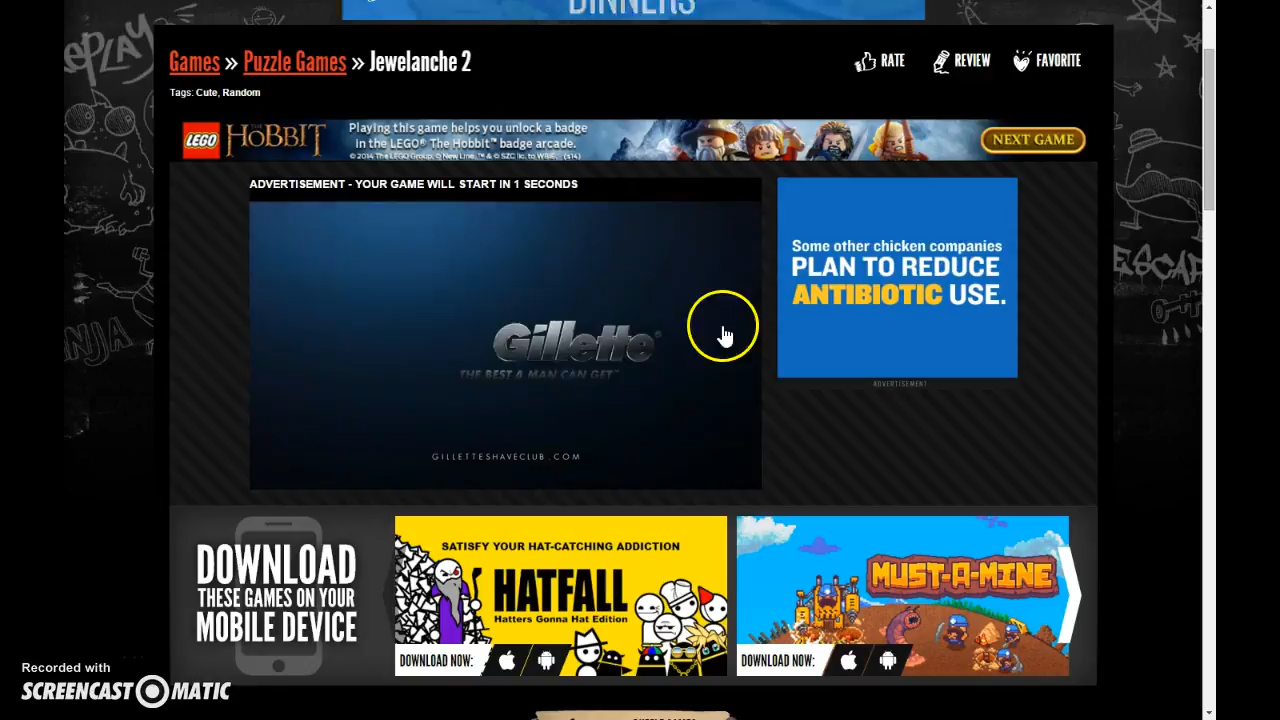 DINNERS
Games » Puzzle Games » Jewelanche 2
RATE
REVIEW
FAVORITE
Tags: Cute, Random
LEGO
THE HOBBIT
Playing this game helps you unlock a badge
in the LEGO® The Hobbit™ badge arcade.
NEXT GAME
ADVERTISEMENT - YOUR GAME WILL START IN 1 SECONDS
Gillette®
THE BEST A MAN CAN GET™
GILLETTESHAVECLUB.COM
Some other chicken companies
PLAN TO REDUCE
ANTIBIOTIC USE.
ADVERTISEMENT
DOWNLOAD
THESE GAMES ON YOUR
MOBILE DEVICE
SATISFY YOUR HAT-CATCHING ADDICTION
HATFALL
Hatters Gonna Hat Edition
DOWNLOAD NOW:
MUST-A-MINE
DOWNLOAD NOW:
Recorded with
SCREENCAST-O-MATIC
PUZZLE GAMES